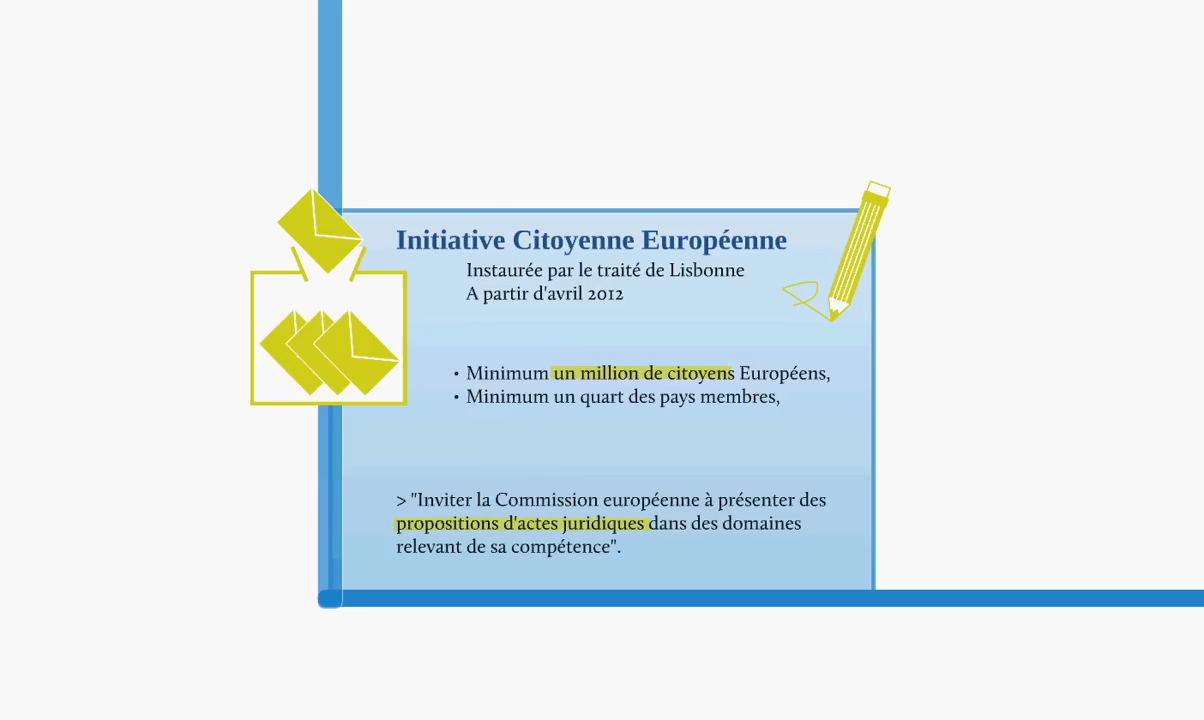 Initiative Citoyenne Européenne
Instaurée par le traité de Lisbonne
A partir d'avril 2012
• Minimum un million de citoyens Européens,
• Minimum un quart des pays membres,
> "Inviter la Commission européenne à présenter des
propositions d'actes juridiques dans des domaines
relevant de sa compétence".